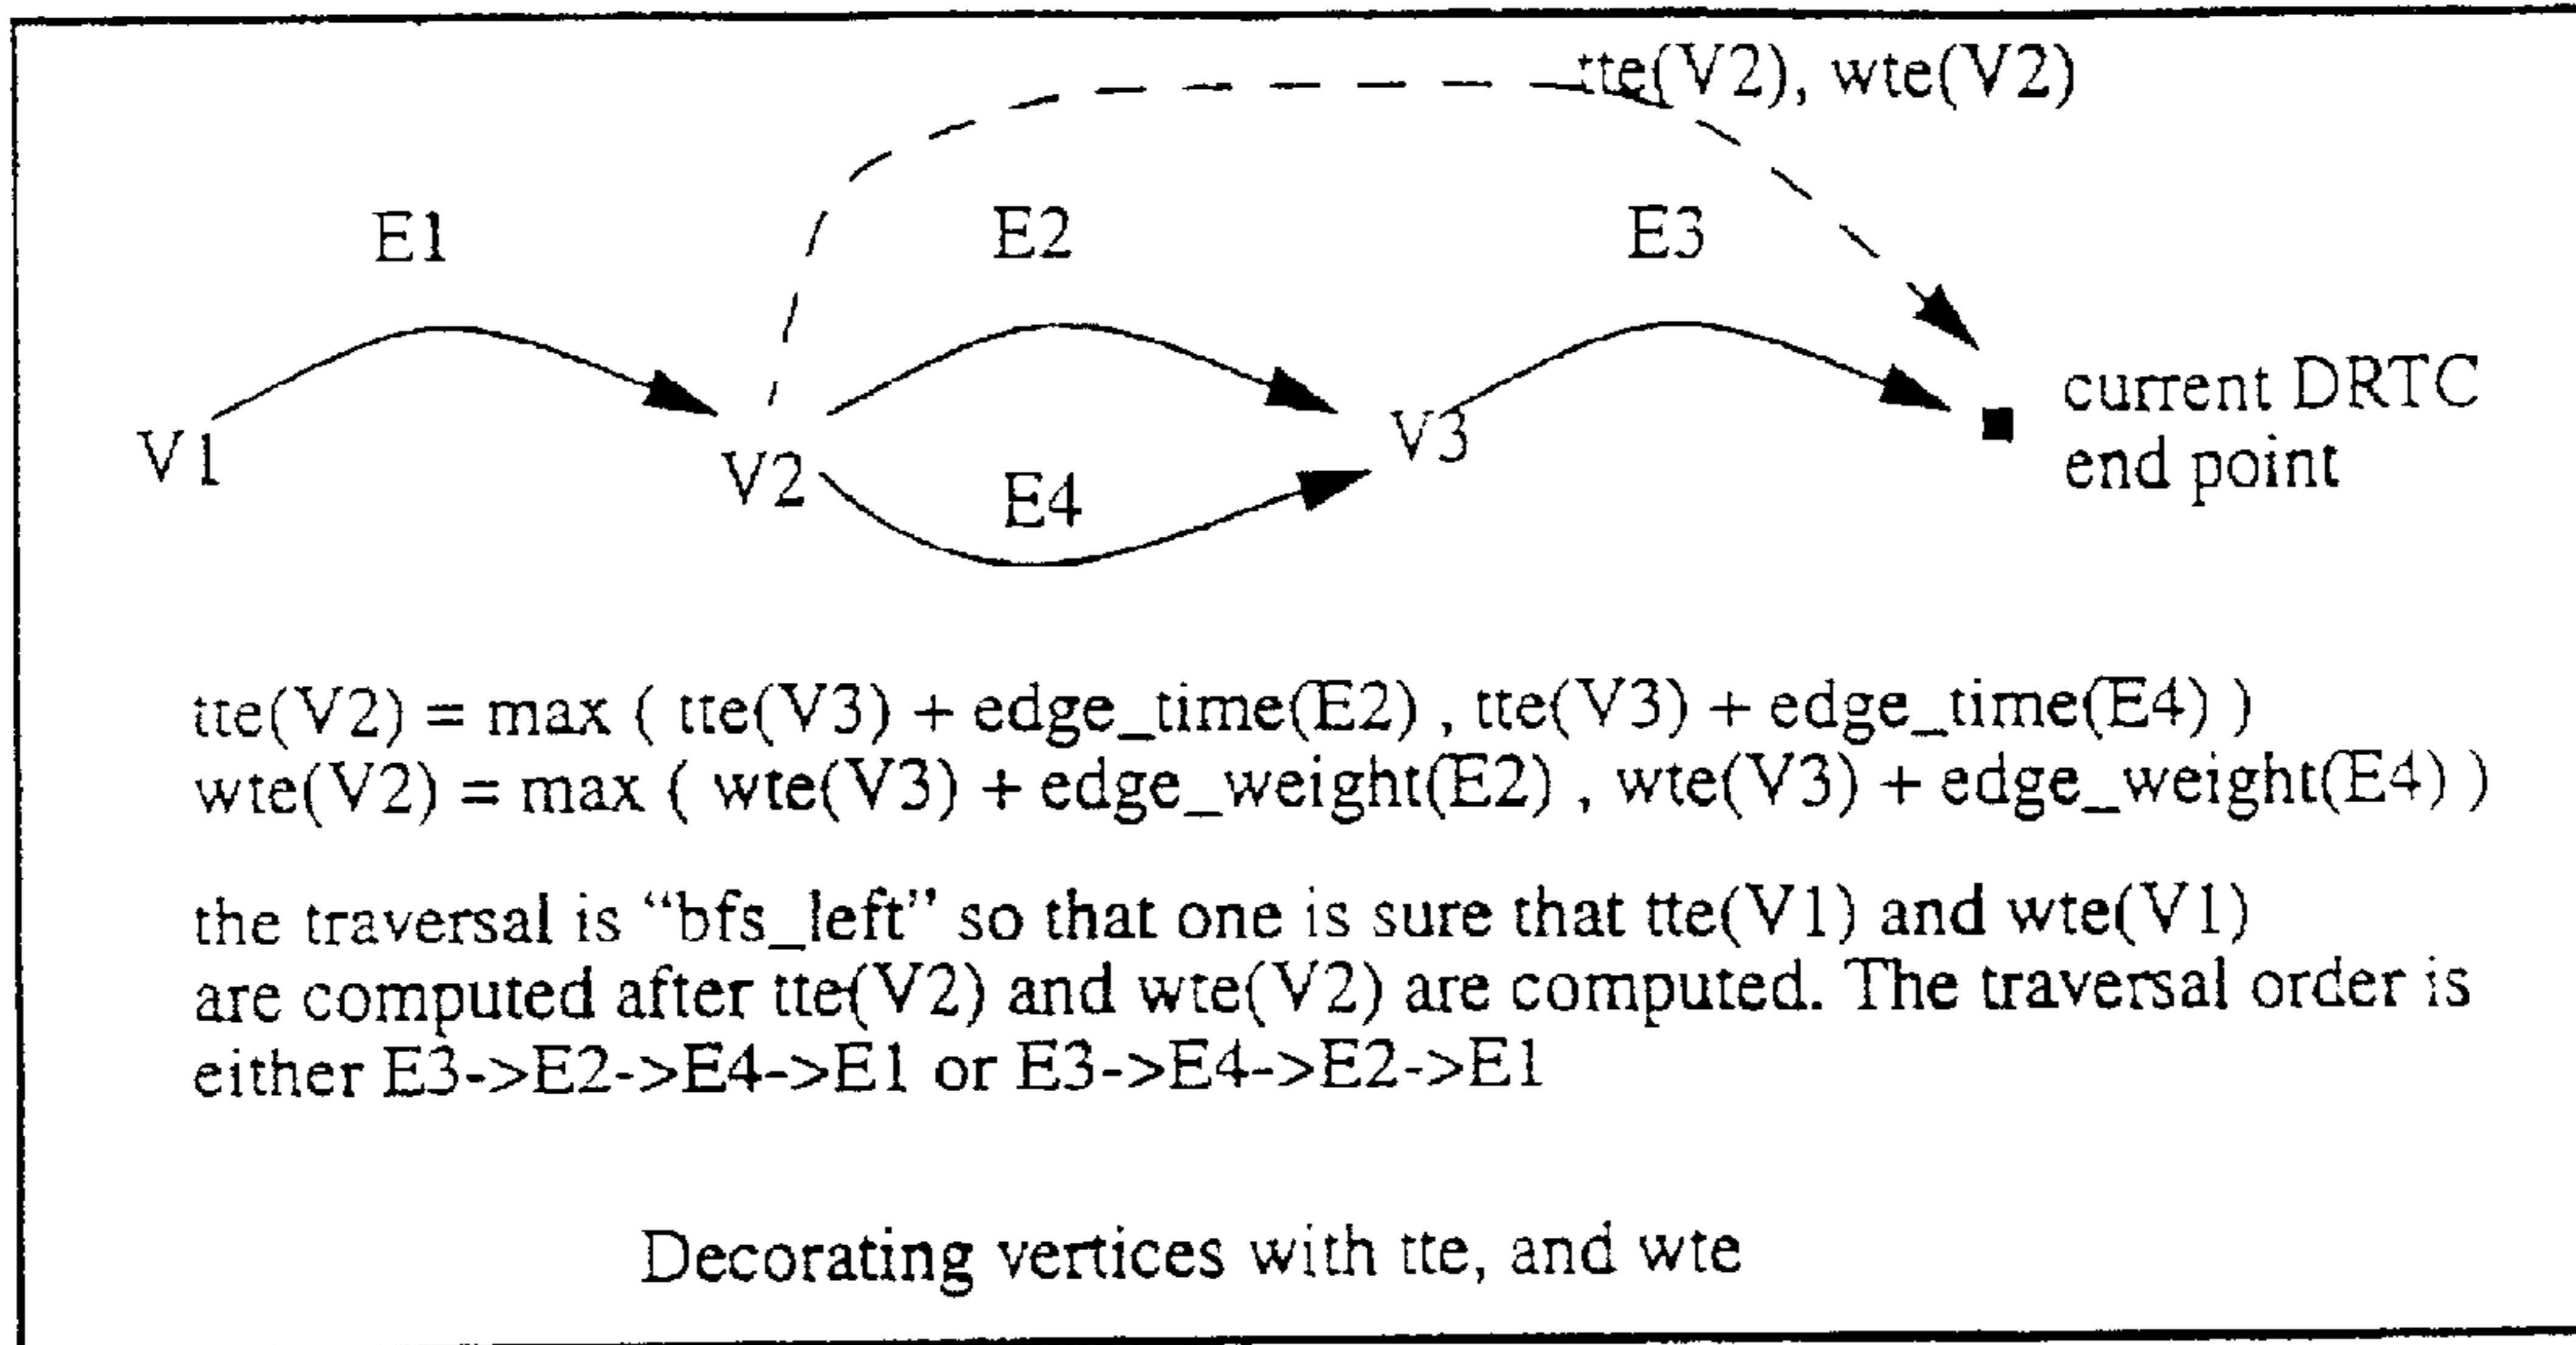 tte(V2), wte(V2)
E1
E2
E3
current DRTC
end point
V1
V2
V3
E4
tte(V2) = max ( tte(V3) + edge_time(E2) , tte(V3) + edge_time(E4) )
wte(V2) = max ( wte(V3) + edge_weight(E2) , wte(V3) + edge_weight(E4) )
the traversal is “bfs_left” so that one is sure that tte(V1) and wte(V1)
are computed after tte(V2) and wte(V2) are computed. The traversal order is
either E3->E2->E4->E1 or E3->E4->E2->E1
Decorating vertices with tte, and wte